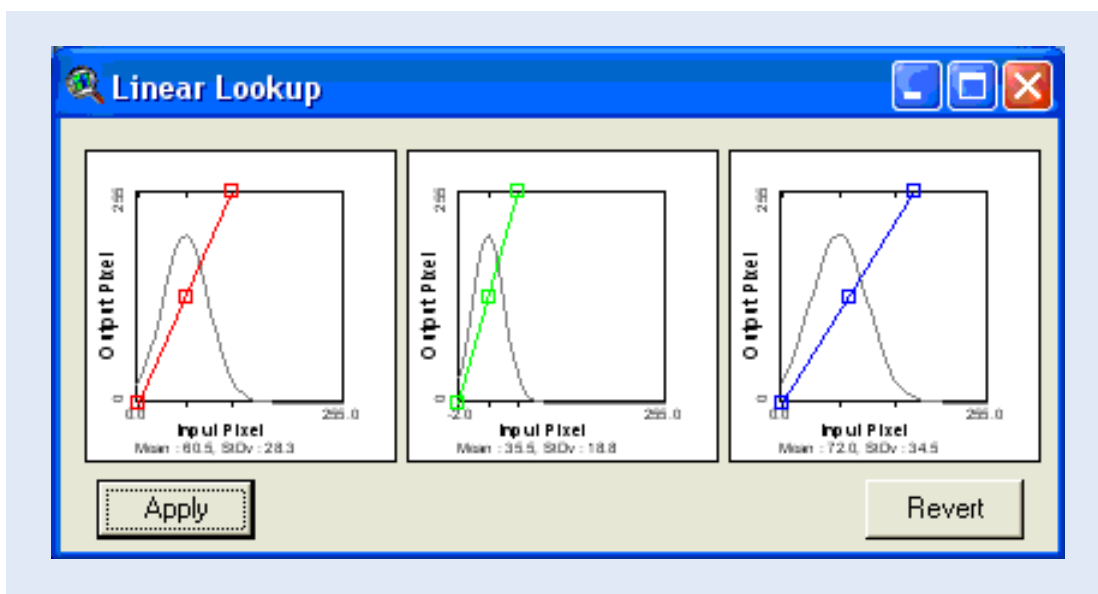 Linear Lookup
255
Output Pixel
0
0.0
255.0
Input Pixel
Mean : 60.5, StDv : 28.3
255
Output Pixel
0
-2.0
255.0
Input Pixel
Mean : 35.5, StDv : 18.8
255
Output Pixel
0
0.0
255.0
Input Pixel
Mean : 72.0, StDv : 34.5
Apply
Revert